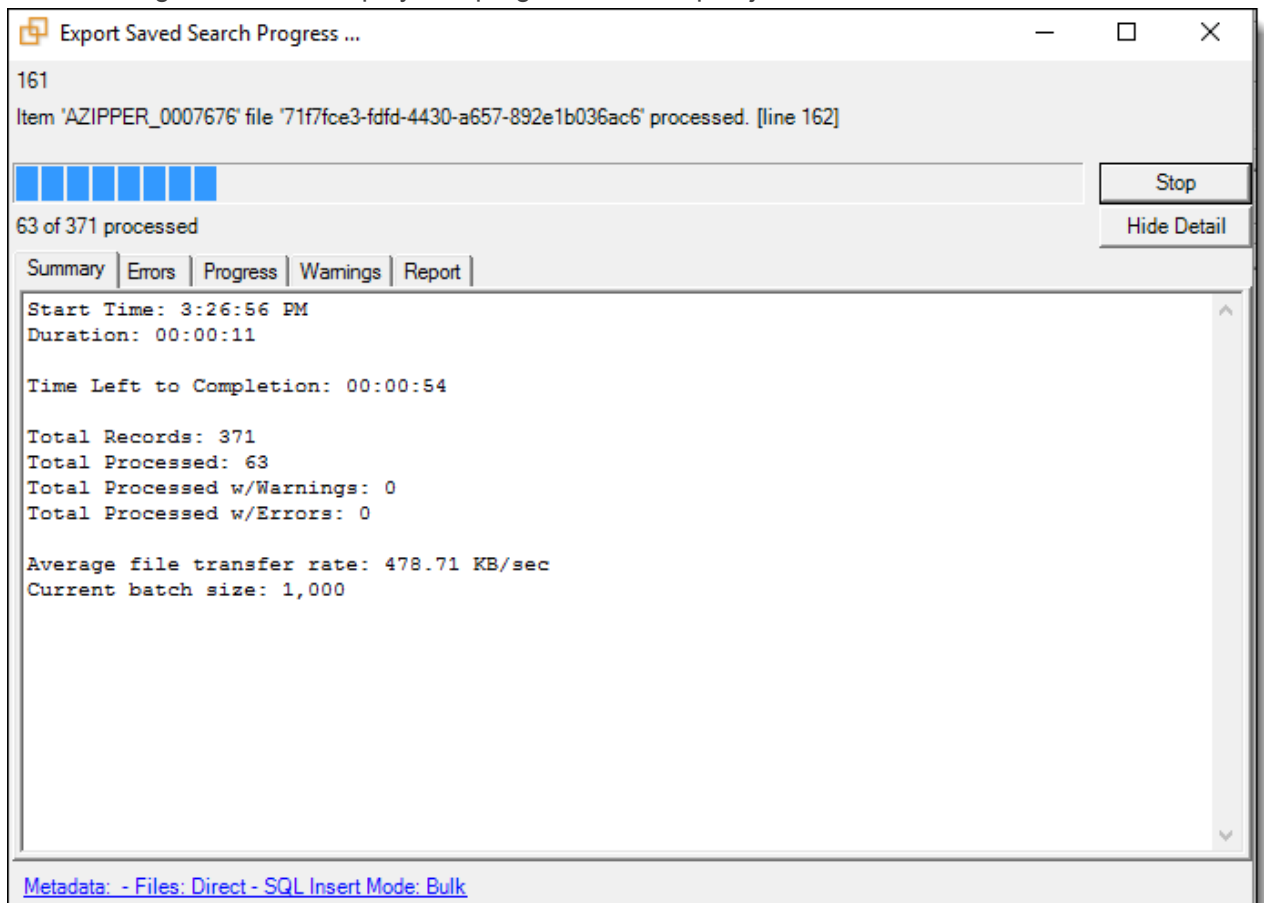 Export Saved Search Progress ...
161
Item 'AZIPPER_0007676' file '71f7fce3-fdfd-4430-a657-892e1b036ac6' processed. [line 162]
Stop
63 of 371 processed
Hide Detail
Summary Errors Progress Warnings Report
Start Time: 3:26:56 PM
Duration: 00:00:11
Time Left to Completion: 00:00:54
Total Records: 371
Total Processed: 63
Total Processed w/Warnings: 0
Total Processed w/Errors: 0
Average file transfer rate: 478.71 KB/sec
Current batch size: 1,000
Metadata: - Files: Direct - SQL Insert Mode: Bulk